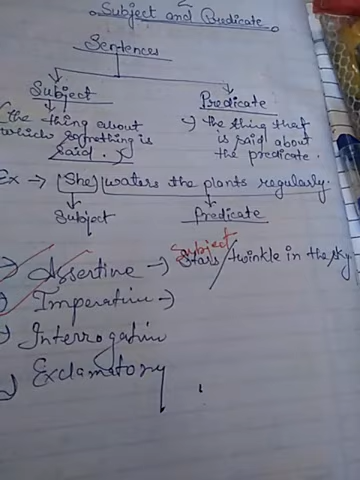 Subject and Predicate
Sentences
Subject
Predicate
(the thing about
which something is
said.)
→ the thing that
is said about
the predicate.
Ex → (She) waters the plants regularly.
Subject
Predicate
Subject
→ Assertive → Stars / twinkle in the sky
→ Imperative →
→ Interrogative
→ Exclamatory